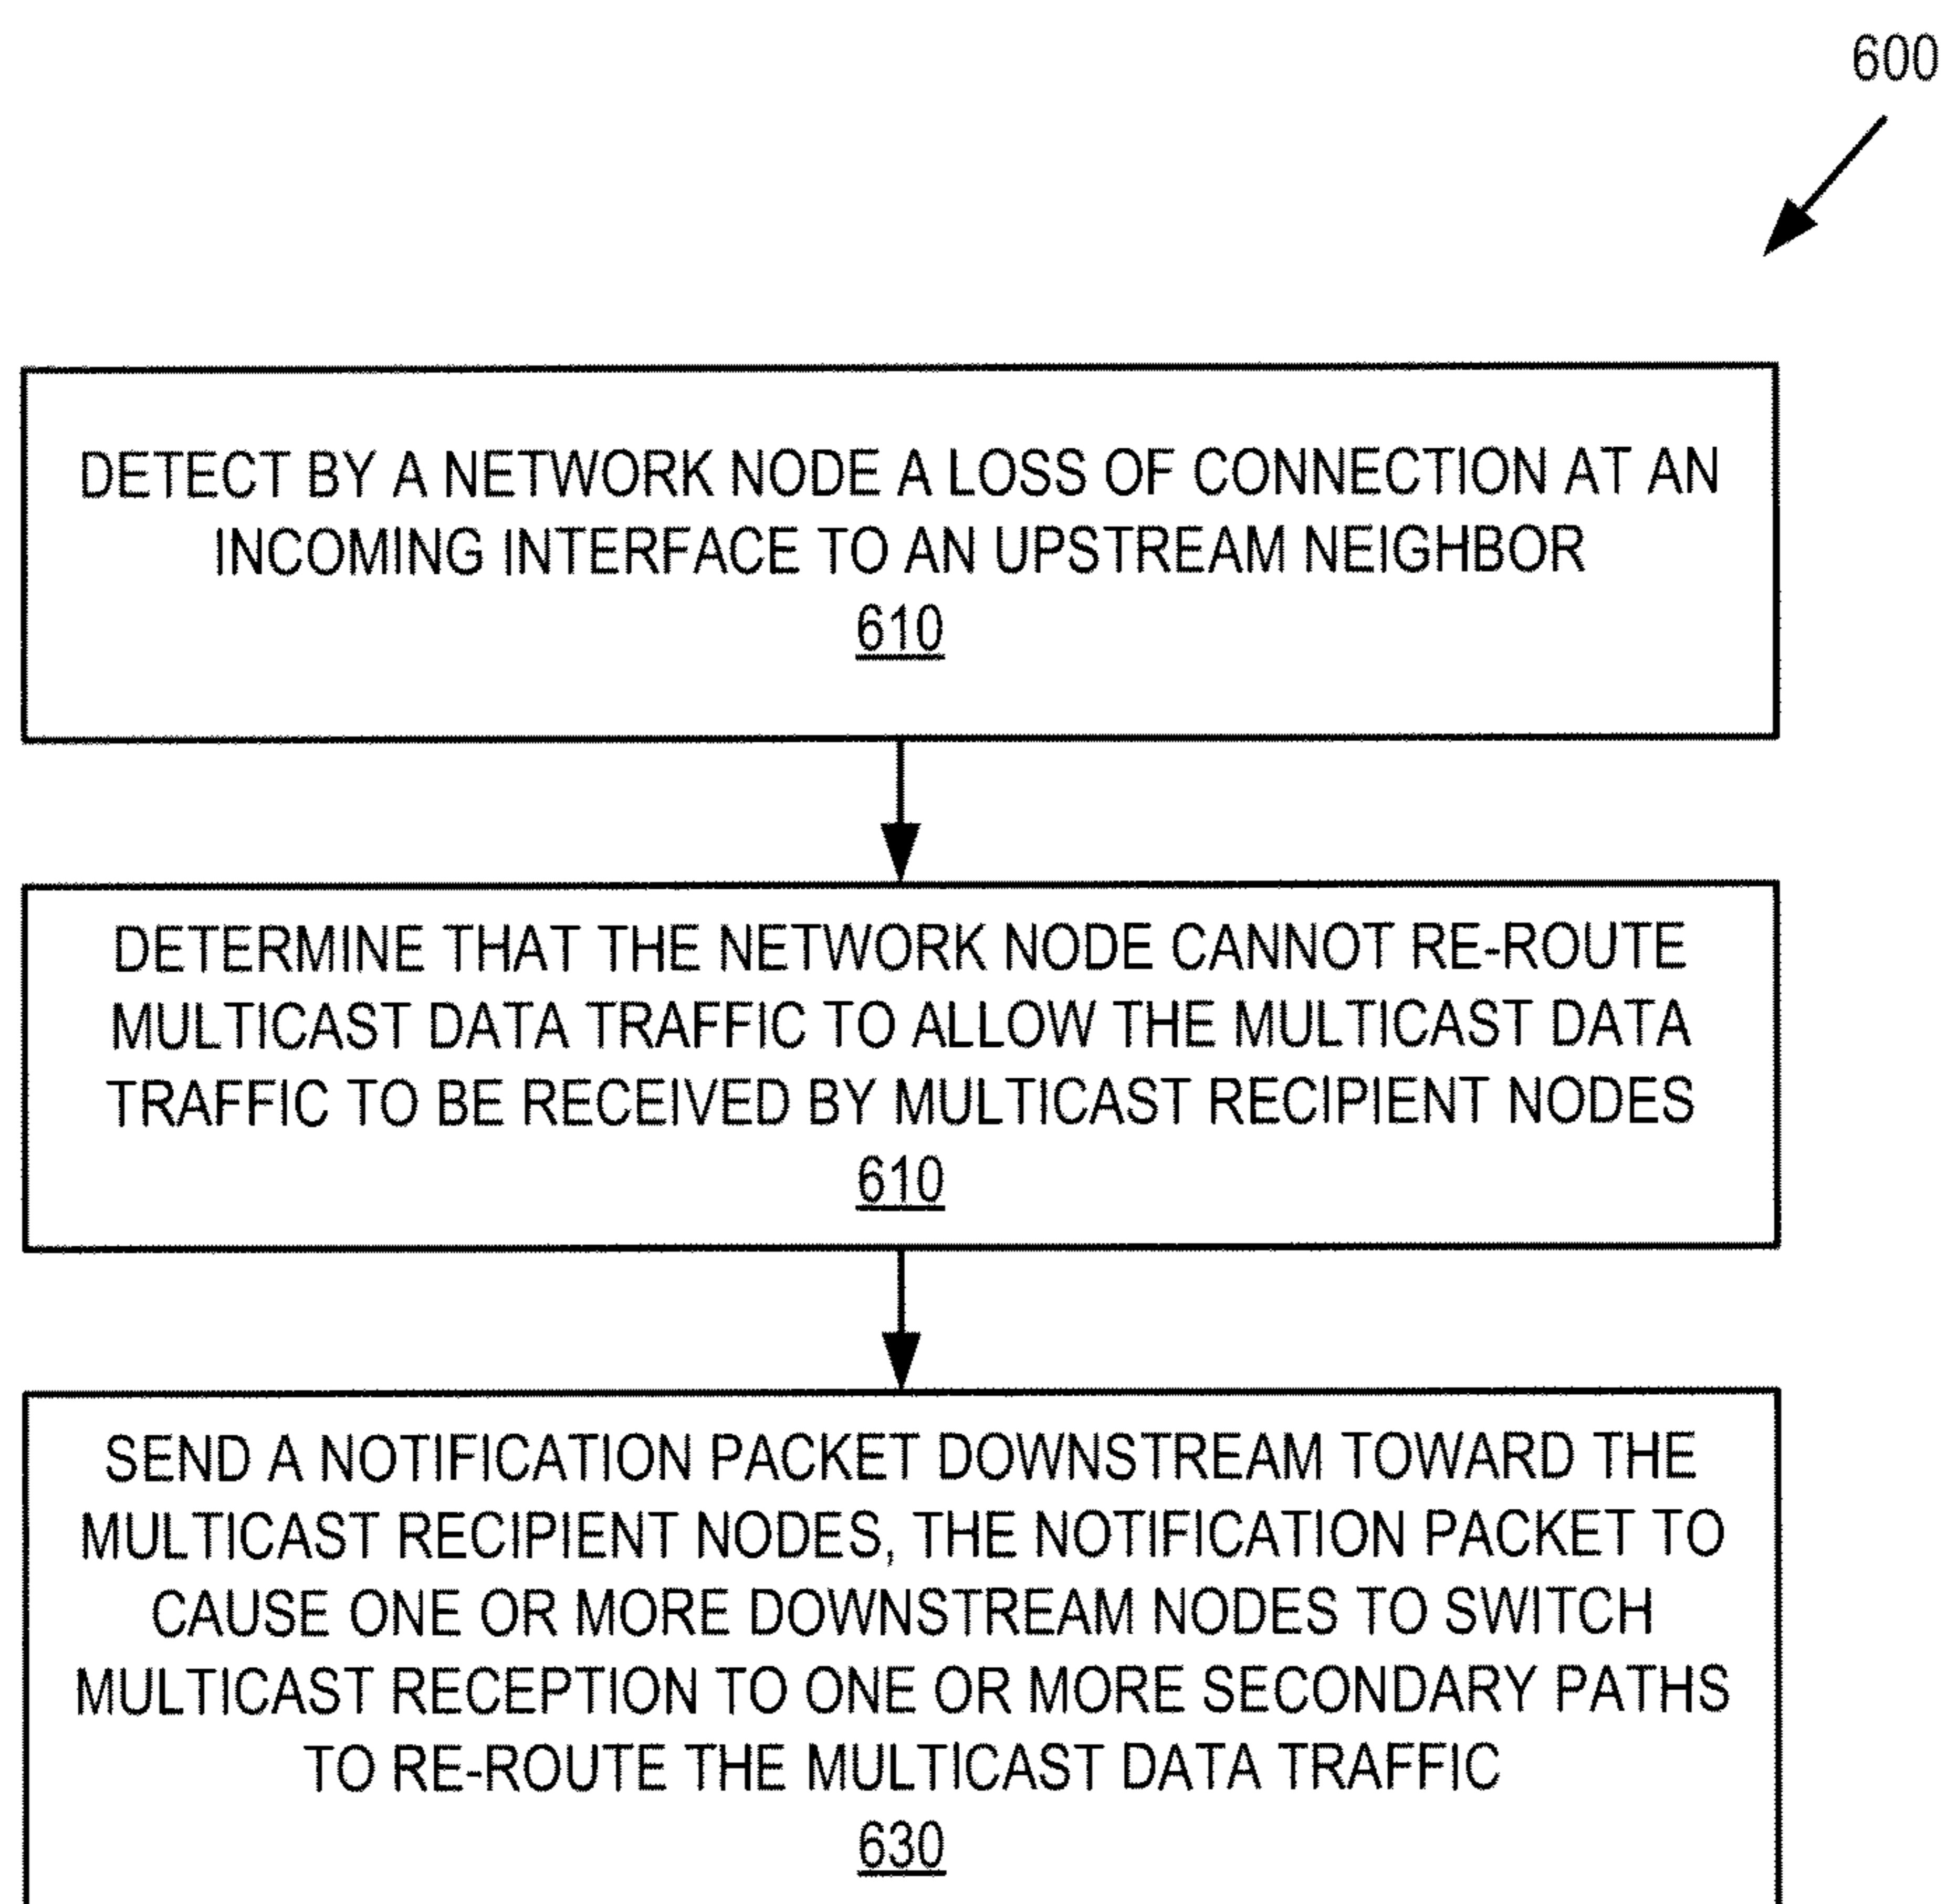 600
DETECT BY A NETWORK NODE A LOSS OF CONNECTION AT AN
INCOMING INTERFACE TO AN UPSTREAM NEIGHBOR
610
DETERMINE THAT THE NETWORK NODE CANNOT RE-ROUTE
MULTICAST DATA TRAFFIC TO ALLOW THE MULTICAST DATA
TRAFFIC TO BE RECEIVED BY MULTICAST RECIPIENT NODES
610
SEND A NOTIFICATION PACKET DOWNSTREAM TOWARD THE
MULTICAST RECIPIENT NODES, THE NOTIFICATION PACKET TO
CAUSE ONE OR MORE DOWNSTREAM NODES TO SWITCH
MULTICAST RECEPTION TO ONE OR MORE SECONDARY PATHS
TO RE-ROUTE THE MULTICAST DATA TRAFFIC
630